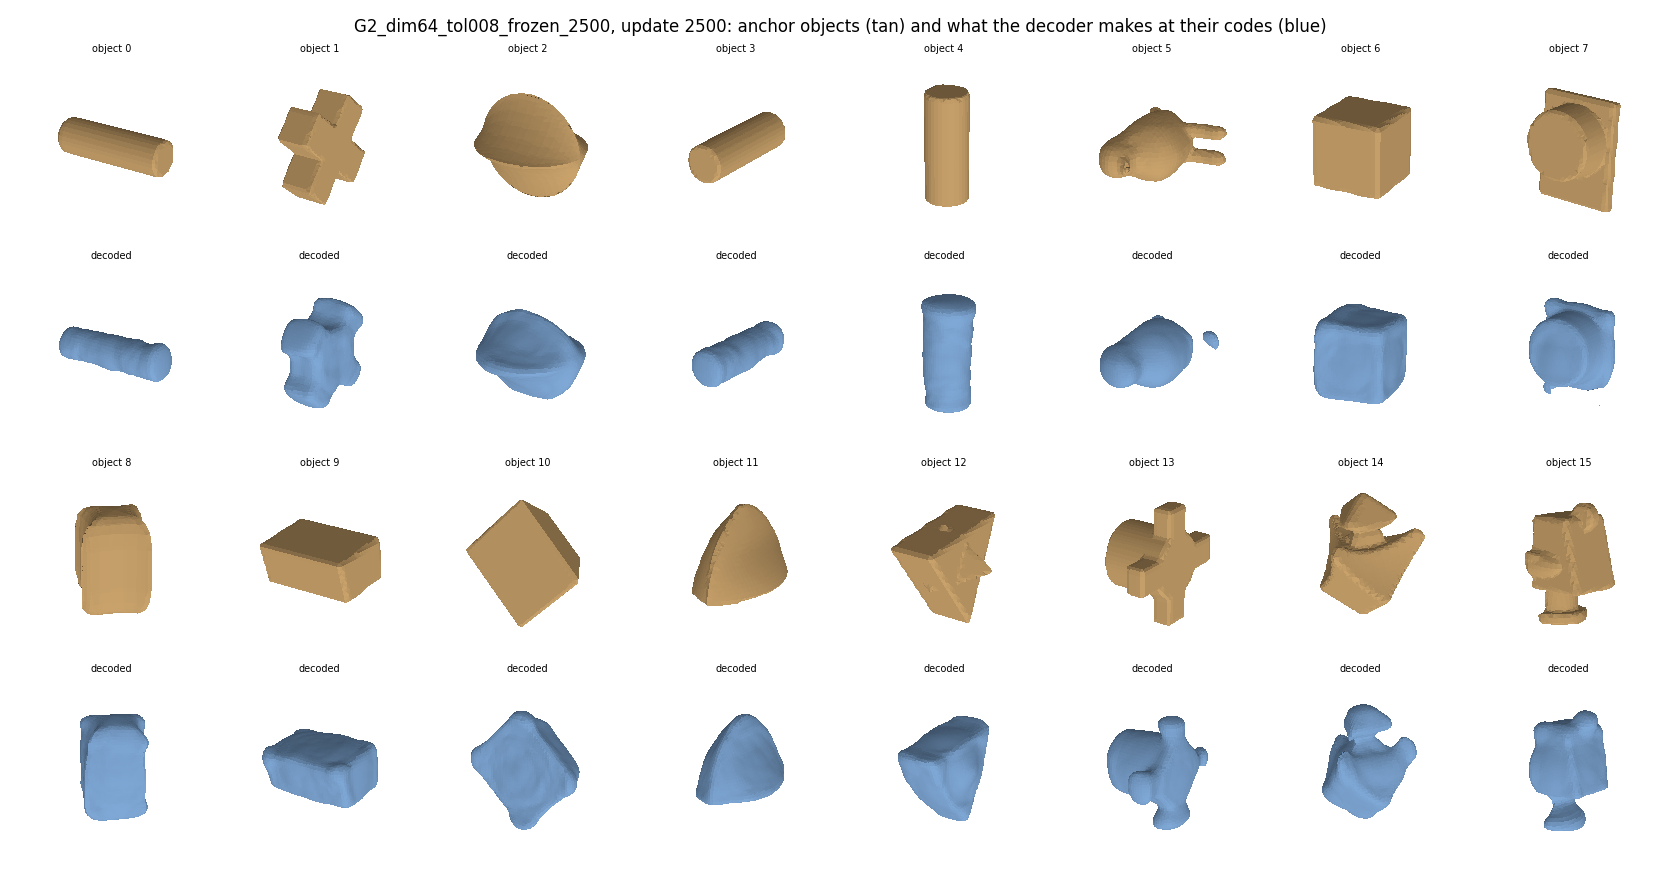 G2_dim64_tol008_frozen_2500, update 2500: anchor objects (tan) and what the decoder makes at their codes (blue)
object 0 object 1 object 2 object 3 object 4 object 5 object 6 object 7
decoded decoded decoded decoded decoded decoded decoded decoded
object 8 object 9 object 10 object 11 object 12 object 13 object 14 object 15
decoded decoded decoded decoded decoded decoded decoded decoded